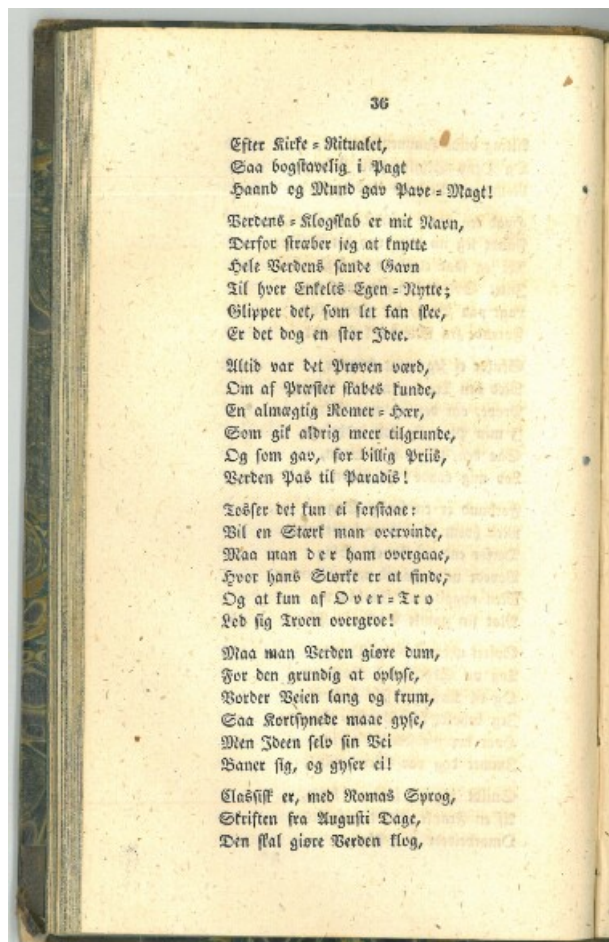 36
Efter Kirke-Ritualet,
Saa bogstavelig i Pagt
Haand og Mund gav Pave-Magt!
Verdens-Klogskab er mit Navn,
Derfor stræber jeg at knytte
Hele Verdens sande Gavn
Til hver Enkelts Egen-Nytte;
Glipper det, som let kan skee,
Er det dog en stor Idee.
Altid var det Prøven værd,
Om af Præster skabes kunde,
En almægtig Romer-Hær,
Som gik aldrig meer tilgrunde,
Og som gav, for billig Priis,
Verden Pas til Paradis!
Tosser det kun ei forstaae:
Vil en Stærk man overvinde,
Maa man der ham overgaae,
Hvor hans Størke er at finde,
Og at kun af Over-Tro
Lod sig Troen overgroe!
Maa man Verden giøre dum,
For den grundig at oplyse,
Vorder Veien lang og krum,
Saa Kortsynede maae gyse,
Men Ideen selv sin Vei
Baner sig, og gyser ei!
Classisk er, med Romas Sprog,
Skriften fra Augusti Dage,
Den skal giøre Verden klog,